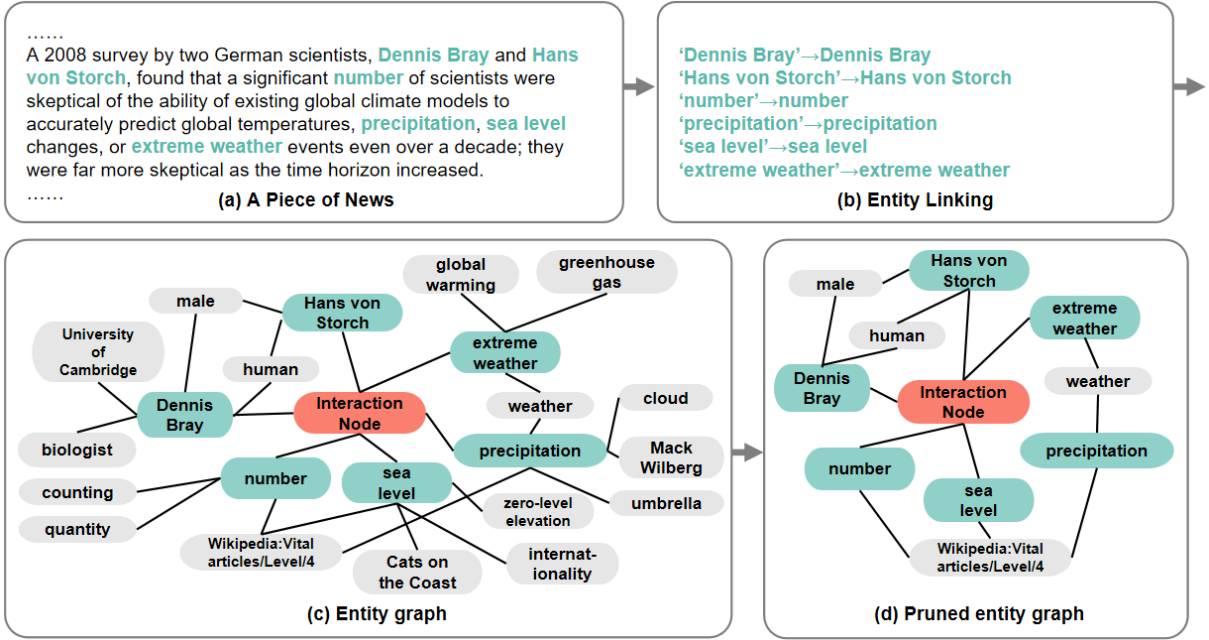 ......
A 2008 survey by two German scientists, Dennis Bray and Hans
von Storch, found that a significant number of scientists were
skeptical of the ability of existing global climate models to
accurately predict global temperatures, precipitation, sea level
changes, or extreme weather events even over a decade; they
were far more skeptical as the time horizon increased.
......
(a) A Piece of News
‘Dennis Bray’→Dennis Bray
‘Hans von Storch’→Hans von Storch
‘number’→number
‘precipitation’→precipitation
‘sea level’→sea level
‘extreme weather’→extreme weather
(b) Entity Linking
global
warming
greenhouse
gas
male
Hans von
Storch
University
of
Cambridge
human
extreme
weather
Dennis
Bray
Interaction
Node
weather
cloud
biologist
precipitation
Mack
Wilberg
counting
number
sea
level
quantity
zero-level
elevation
umbrella
Wikipedia:Vital
articles/Level/4
Cats on
the Coast
internat-
ionality
(c) Entity graph
Hans von
Storch
male
extreme
weather
human
Dennis
Bray
Interaction
Node
weather
number
precipitation
sea
level
Wikipedia:Vital
articles/Level/4
(d) Pruned entity graph